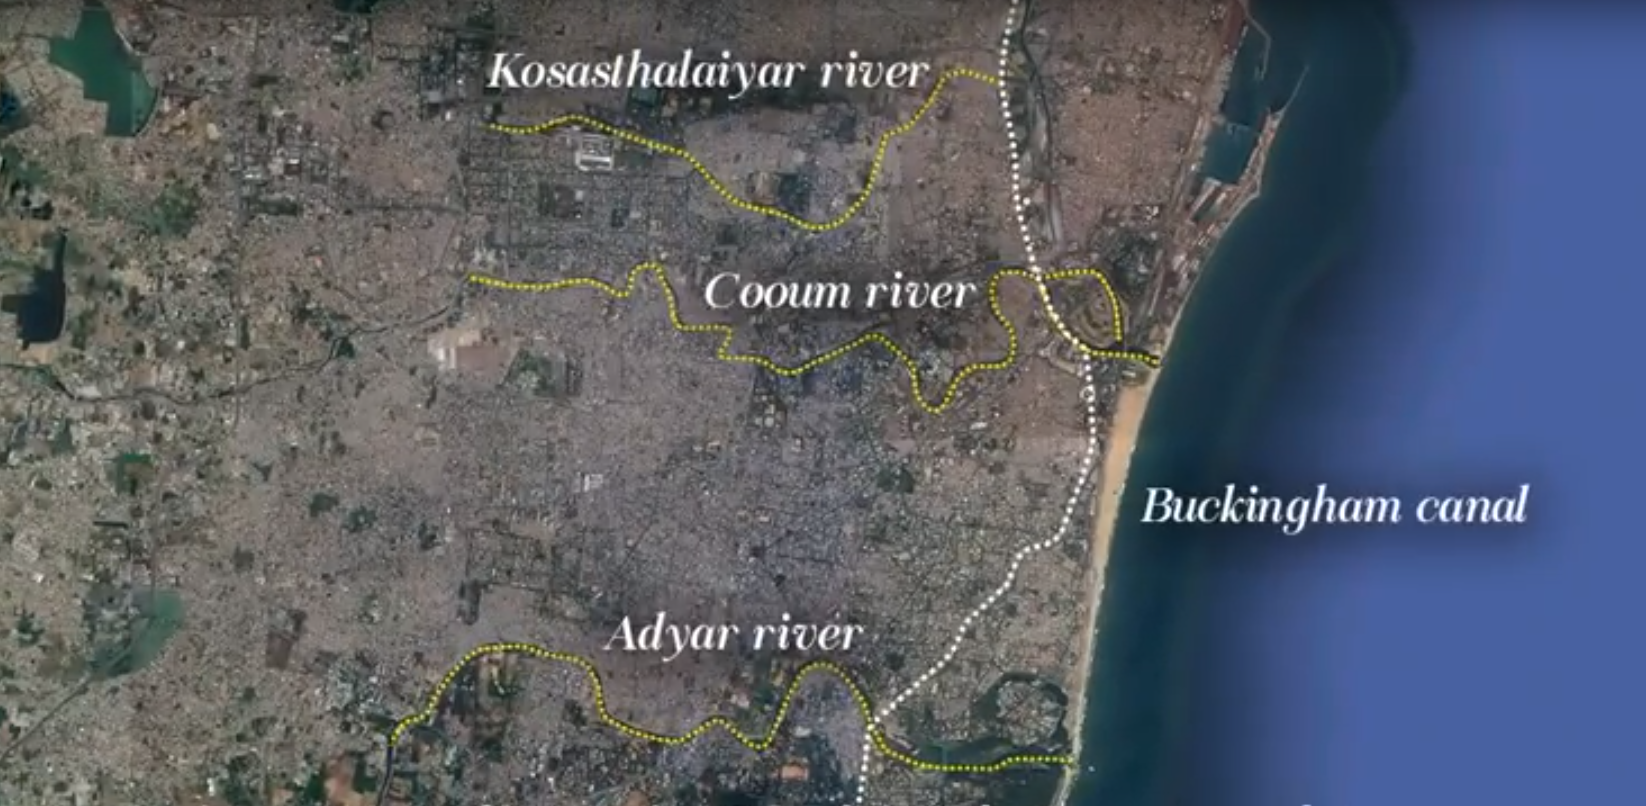 Kosasthalaiyar river
Cooum river
Buckingham canal
Adyar river